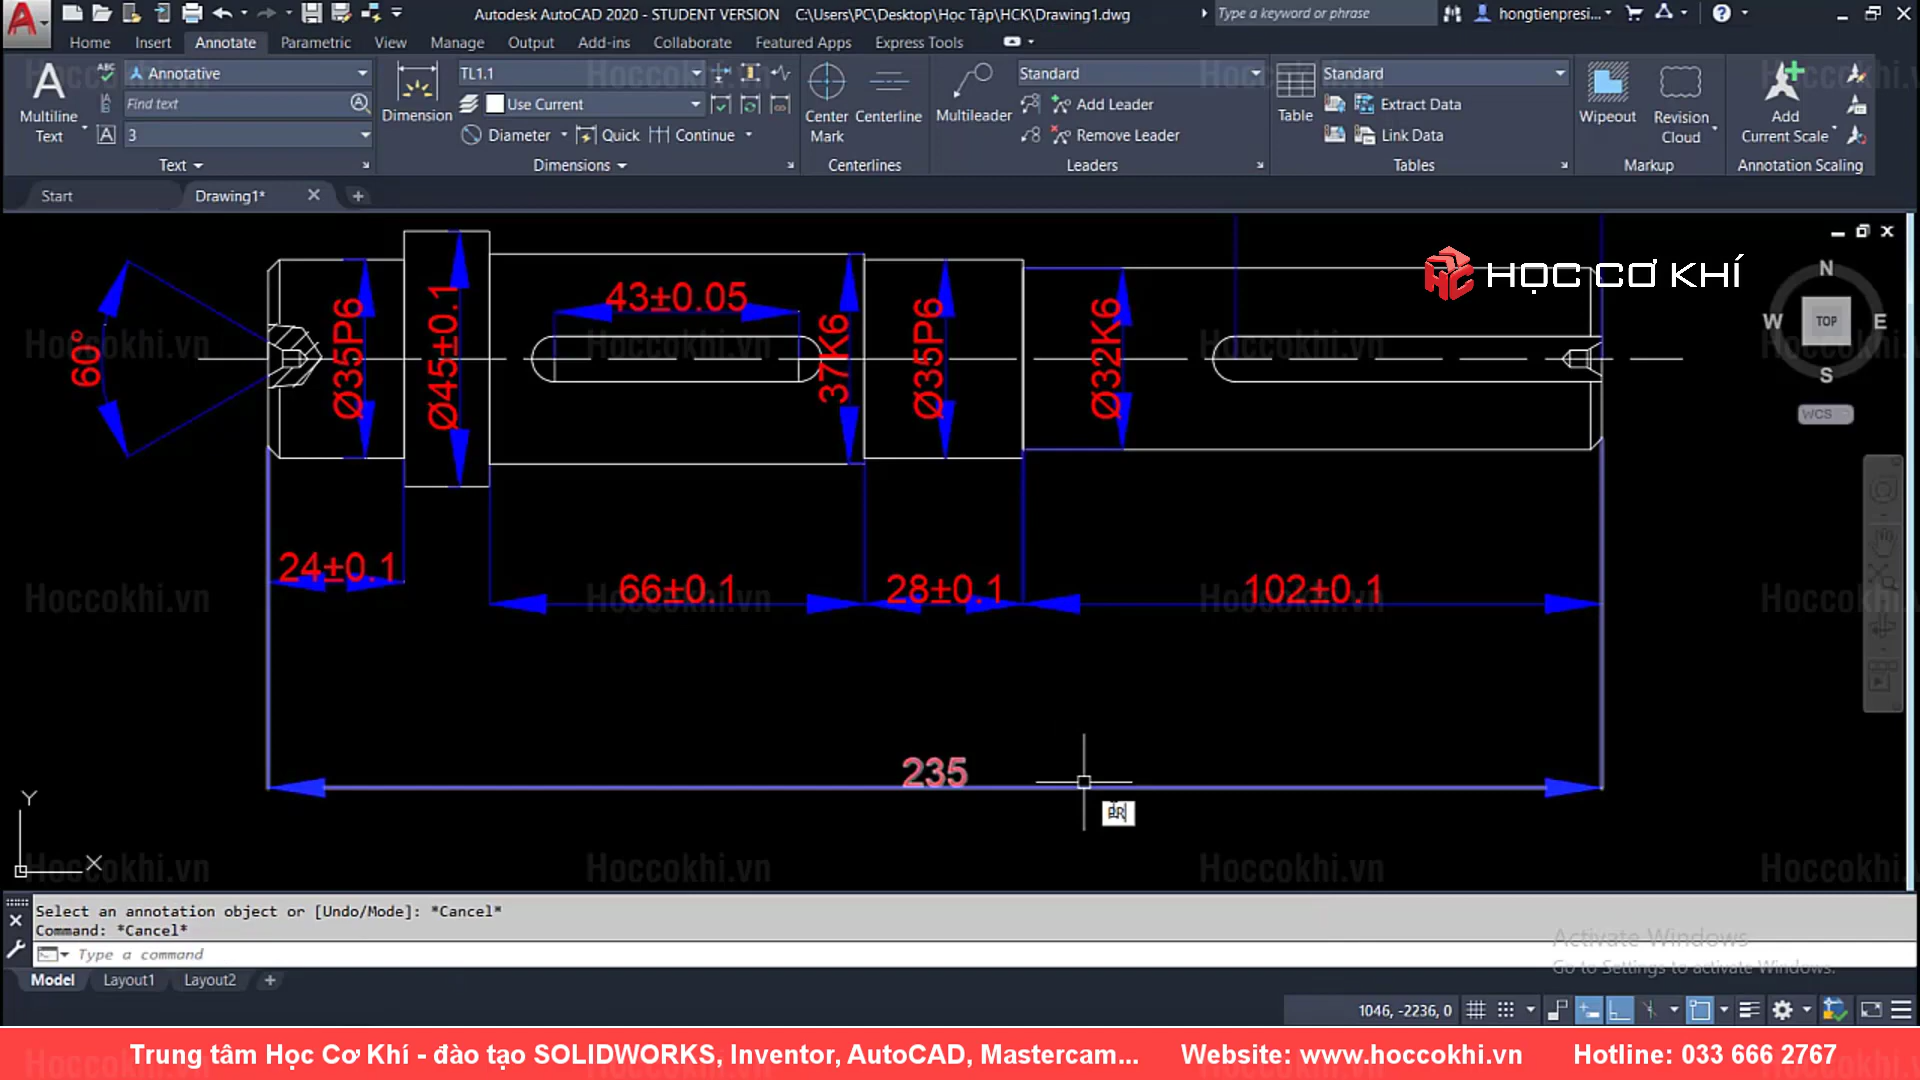 Autodesk AutoCAD 2020 - STUDENT VERSION C:\Users\PC\Desktop\Học Tập\HCK\Drawing1.dwg
Type a keyword or phrase
hongtienpresi...
Home Insert Annotate Parametric View Manage Output Add-ins Collaborate Featured Apps Express Tools
Multiline Text
Annotative
Find text
3
Text
Dimension
TL1.1
Use Current
Diameter Quick Continue
Dimensions
Center Mark
Centerline
Centerlines
Multileader
Standard
Add Leader
Remove Leader
Leaders
Table
Standard
Extract Data
Link Data
Tables
Wipeout
Revision Cloud
Markup
Add Current Scale
Annotation Scaling
Start
Drawing1*
HỌC CƠ KHÍ
N
W TOP E
S
WCS
60°
Ø35P6
Ø45±0.1
43±0.05
37K6
Ø35P6
Ø32K6
24±0.1
66±0.1
28±0.1
102±0.1
235
Y
X
Hoccokhi.vn
Hoccokhi.vn
Hoccokhi.vn
Hoccokhi.vn
Select an annotation object or [Undo/Mode]: *Cancel*
Command: *Cancel*
Type a command
Activate Windows
Go to Settings to activate Windows.
Model Layout1 Layout2
1046, -2236, 0
Trung tâm Học Cơ Khí - đào tạo SOLIDWORKS, Inventor, AutoCAD, Mastercam... Website: www.hoccokhi.vn Hotline: 033 666 2767